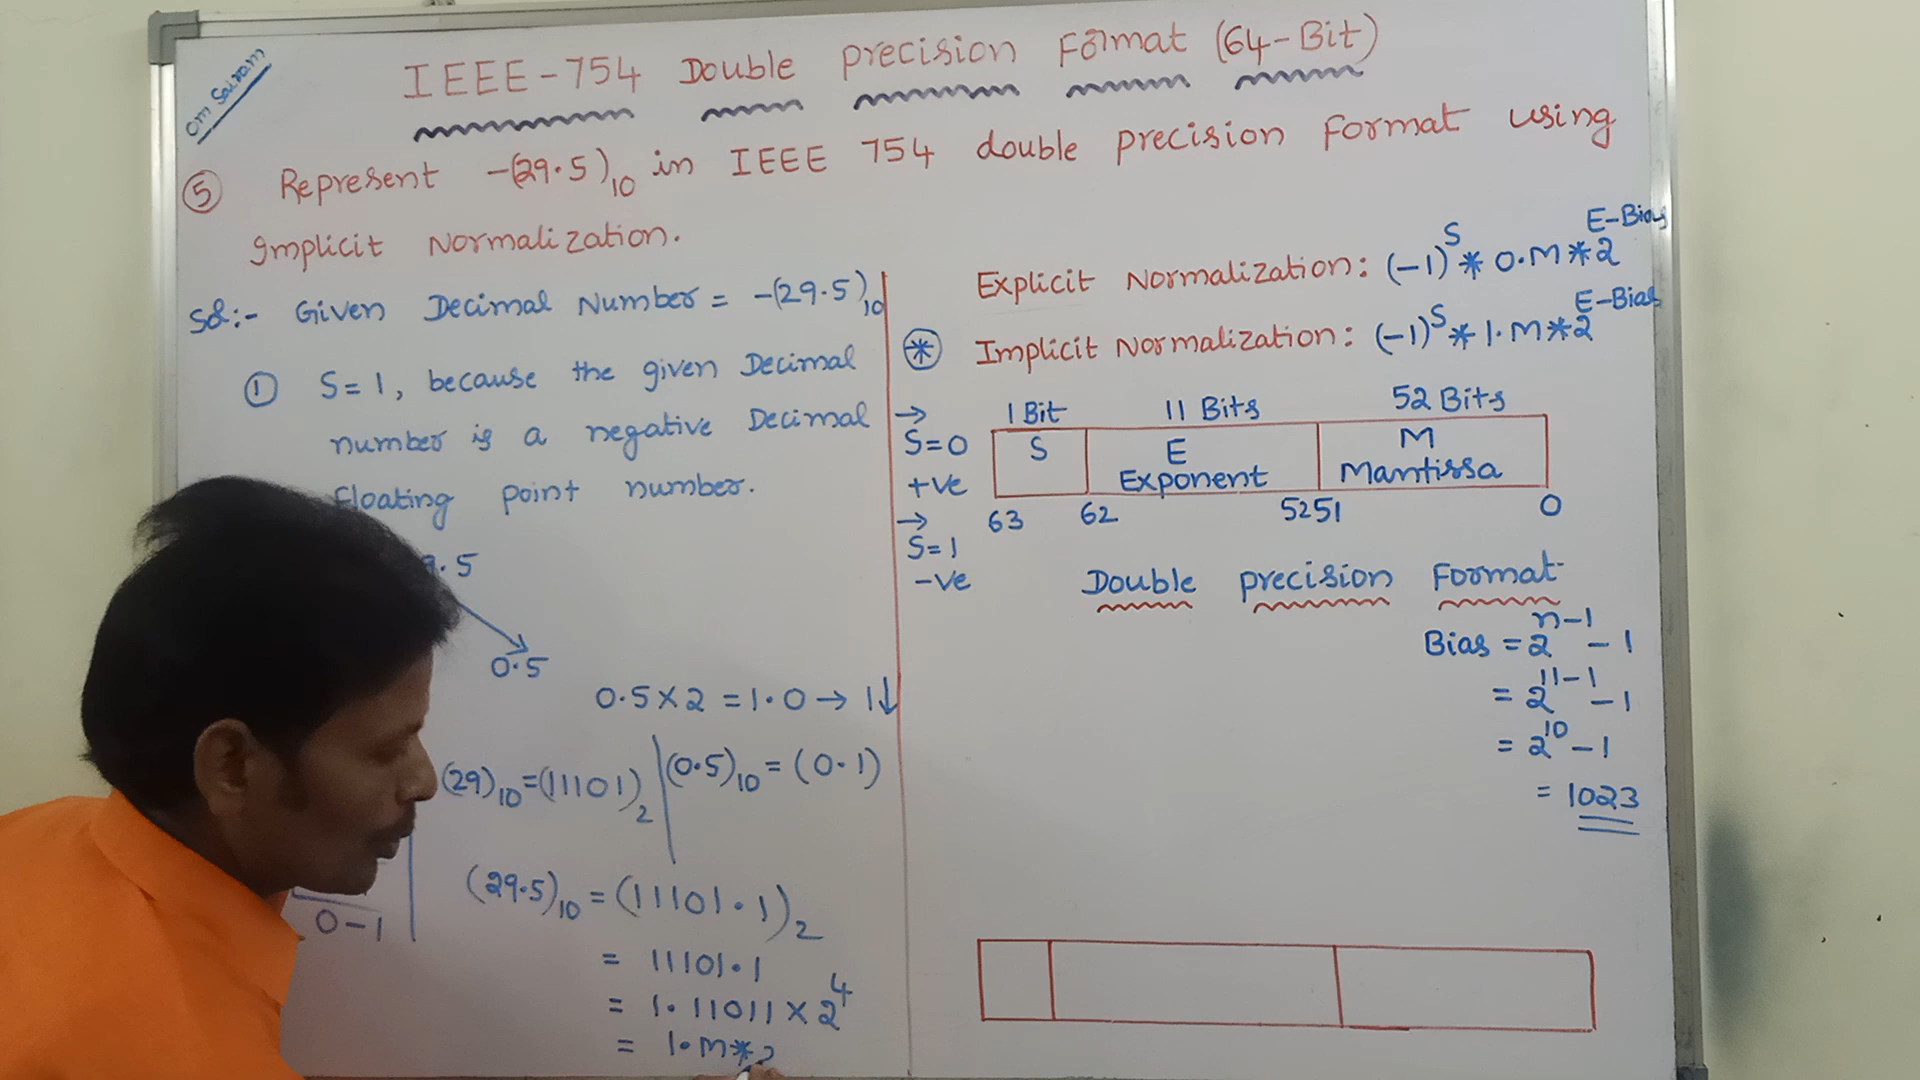 Om Sairam
IEEE-754 Double precision Format (64-Bit)
⑤ Represent -(29.5)₁₀ in IEEE 754 double precision Format using
Implicit Normalization.
Sol:- Given Decimal Number = -(29.5)₁₀
① S=1, because the given Decimal
number is a negative Decimal
floating point number.
9.5
0.5
0.5 × 2 = 1.0 → 1↓
(29)₁₀ = (11101)₂ | (0.5)₁₀ = (0.1)
0-1
(29.5)₁₀ = (11101.1)₂
= 11101.1
= 1.11011 × 2⁴
= 1.M*2
Explicit Normalization: (-1)^S * 0.M * 2^E-Bias
* Implicit Normalization: (-1)^S * 1.M * 2^E-Bias
→ S=0 +ve
→ S=1 -ve
1 Bit 11 Bits 52 Bits
S E Exponent M Mantissa
63 62 52 51 0
Double precision Format
Bias = 2^n-1 - 1
= 2^11-1 - 1
= 2^10 - 1
= 1023